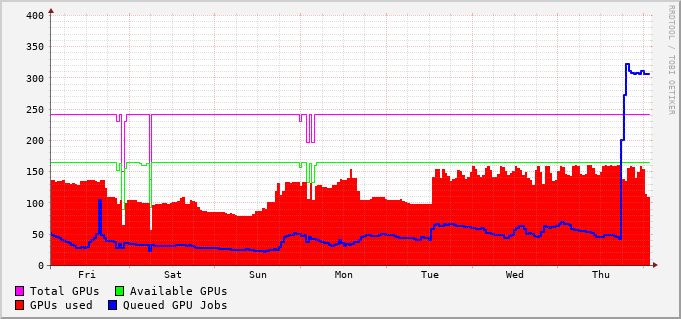 400
350
300
250
200
150
100
50
0
Fri Sat Sun Mon Tue Wed Thu
Total GPUs Available GPUs
GPUs used Queued GPU Jobs
RRDTOOL / TOBI OETIKER